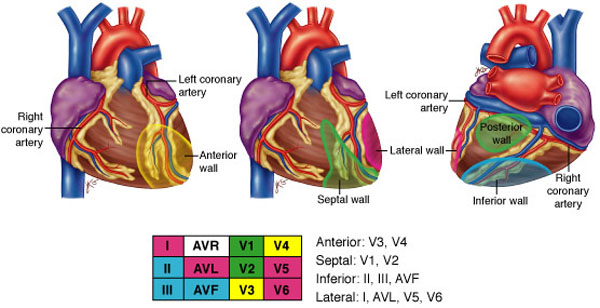 Left coronary
artery
Right
coronary
artery
Anterior
wall
Lateral wall
Septal wall
Left coronary
artery
Posterior
wall
Inferior wall
Right
coronary
artery
I AVR V1 V4
II AVL V2 V5
III AVF V3 V6
Anterior: V3, V4
Septal: V1, V2
Inferior: II, III, AVF
Lateral: I, AVL, V5, V6